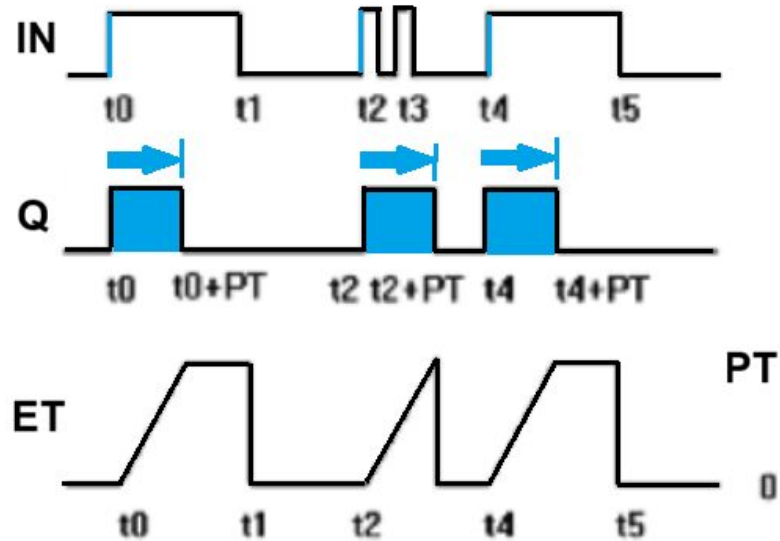 IN
t0 t1 t2 t3 t4 t5
Q
t0 t0+PT t2 t2+PT t4 t4+PT
PT
ET
0
t0 t1 t2 t4 t5